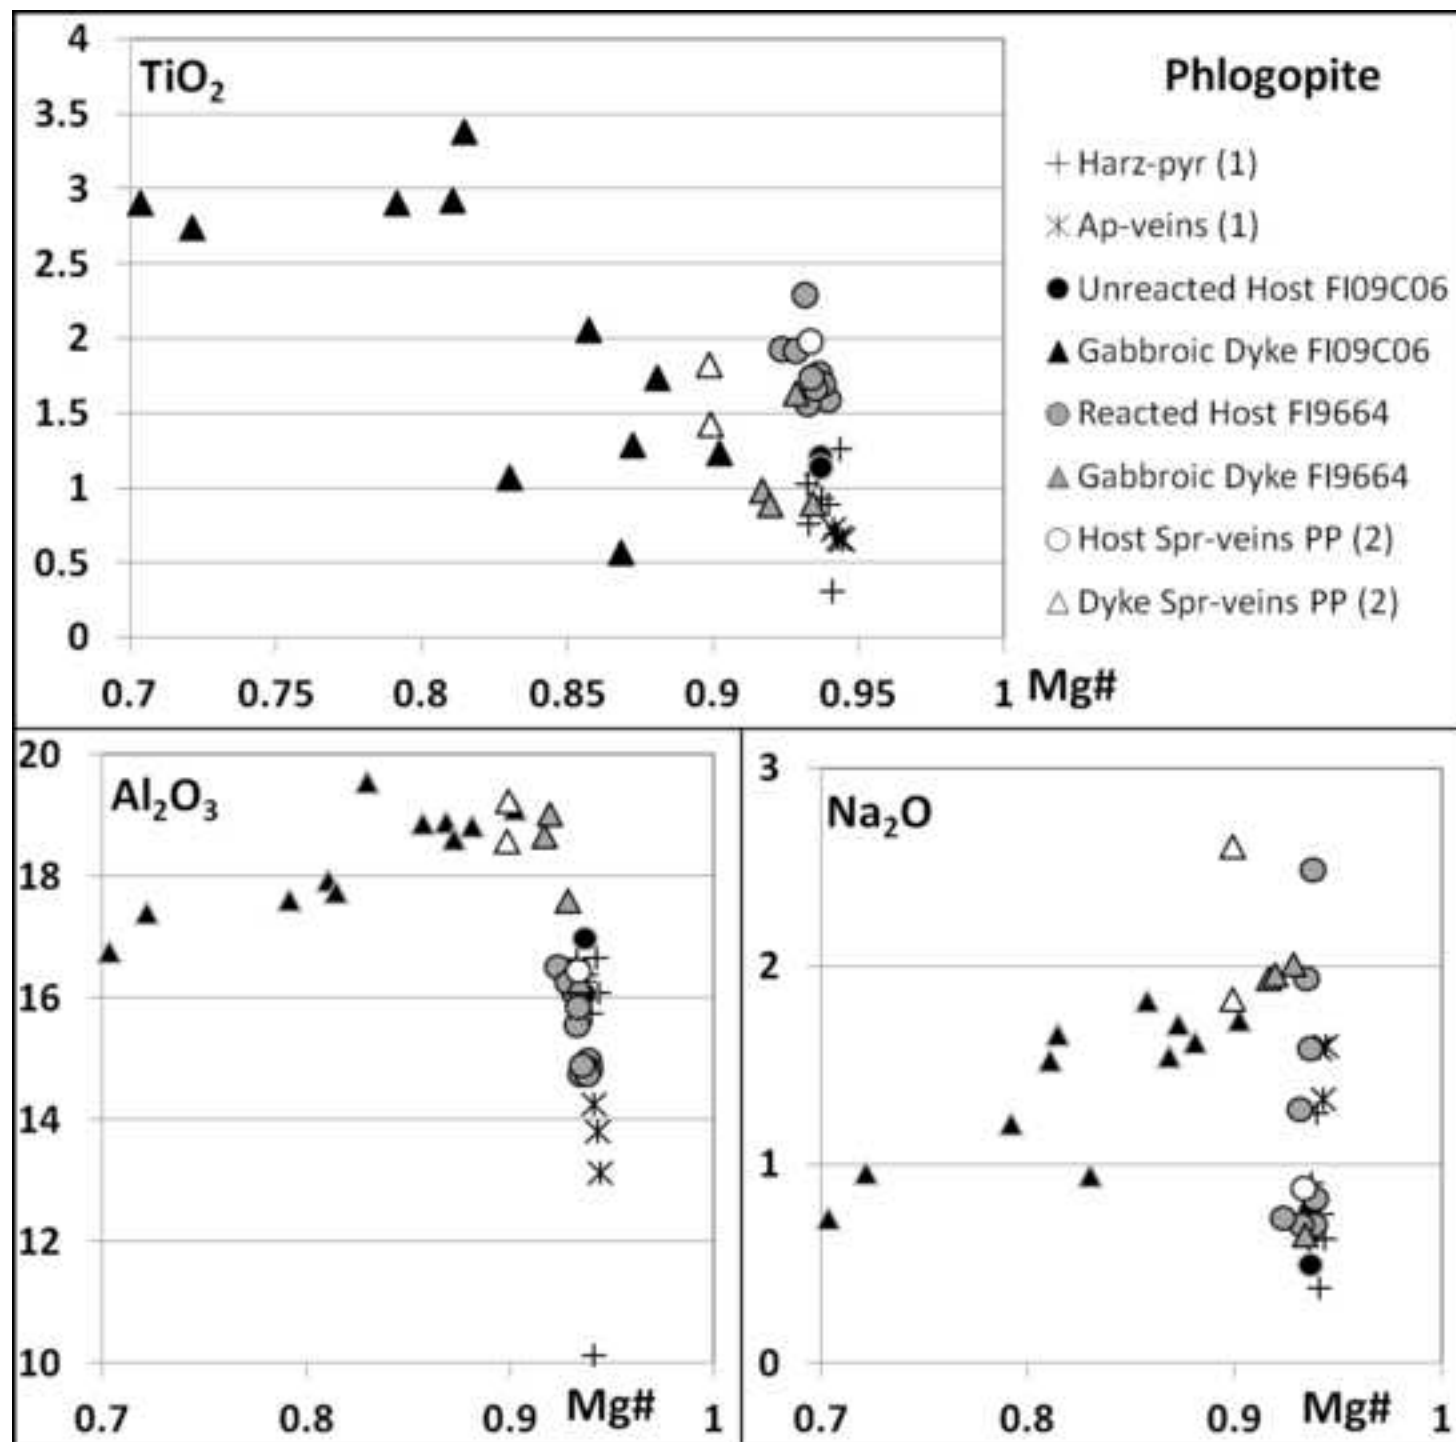 4
TiO2
3.5
3
2.5
2
1.5
1
0.5
0
0.7 0.75 0.8 0.85 0.9 0.95 1 Mg#
Phlogopite
Harz-pyr (1)
Ap-veins (1)
Unreacted Host FI09C06
Gabbroic Dyke FI09C06
Reacted Host FI9664
Gabbroic Dyke FI9664
Host Spr-veins PP (2)
Dyke Spr-veins PP (2)
20
Al2O3
18
16
14
12
10
0.7 0.8 0.9 Mg# 1
3
Na2O
2
1
0
0.7 0.8 0.9 Mg# 1